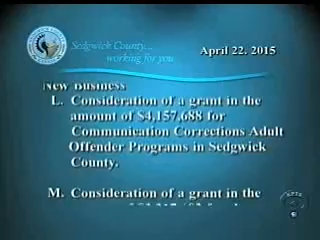 Sedgwick County...
working for you
April 22, 2015
New Business
L. Consideration of a grant in the
amount of $4,157,688 for
Communication Corrections Adult
Offender Programs in Sedgwick
County.
M. Consideration of a grant in the